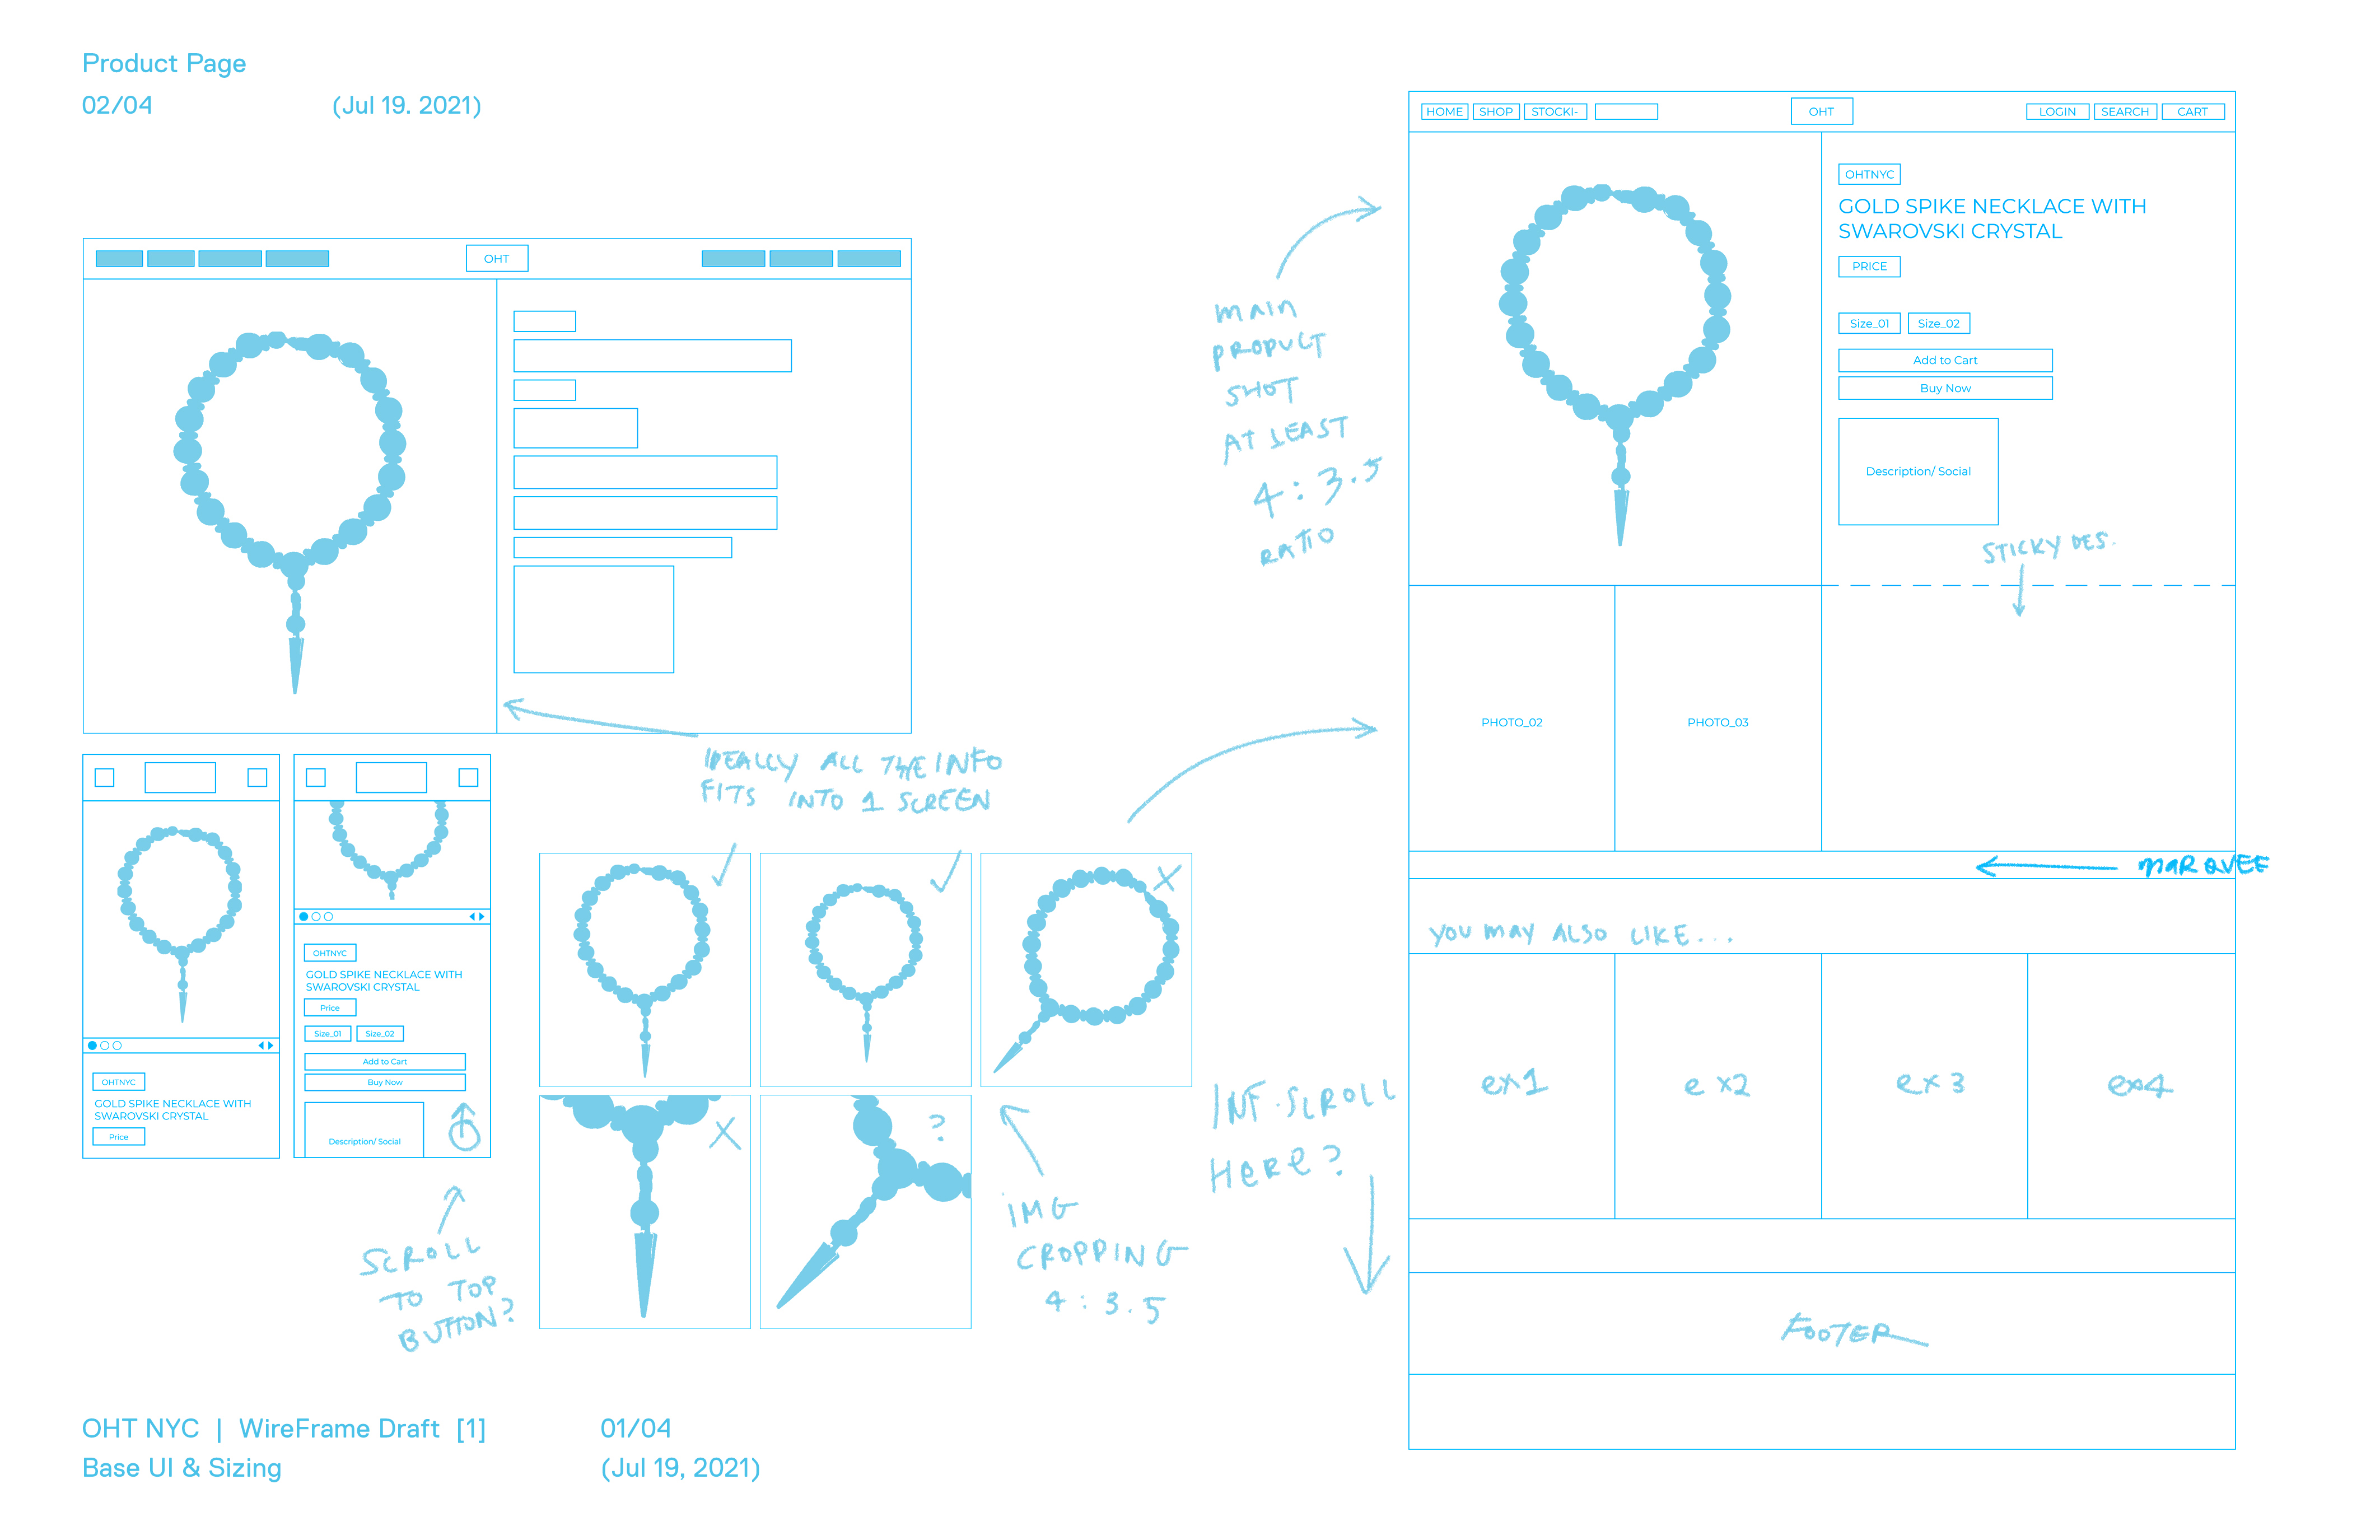 Product Page
02/04 (Jul 19. 2021)
OHT
IDEALLY ALL THE INFO
FITS INTO 1 SCREEN
OHTNYC
GOLD SPIKE NECKLACE WITH
SWAROVSKI CRYSTAL
Price
OHTNYC
GOLD SPIKE NECKLACE WITH
SWAROVSKI CRYSTAL
Price
Size_01 Size_02
Add to Cart
Buy Now
Description/ Social
SCROLL
TO TOP
BUTTON?
?
IMG
CROPPING
4 : 3.5
MAIN
PRODUCT
SHOT
AT LEAST
4 : 3.5
RATIO
INF. SCROLL
HERE?
HOME SHOP STOCKI- OHT LOGIN SEARCH CART
OHTNYC
GOLD SPIKE NECKLACE WITH
SWAROVSKI CRYSTAL
PRICE
Size_01 Size_02
Add to Cart
Buy Now
Description/ Social
STICKY DES.
PHOTO_02 PHOTO_03
MARQUEE
YOU MAY ALSO LIKE...
ex1 ex2 ex3 ex4
FOOTER
OHT NYC | WireFrame Draft [1] 01/04
Base UI & Sizing (Jul 19, 2021)